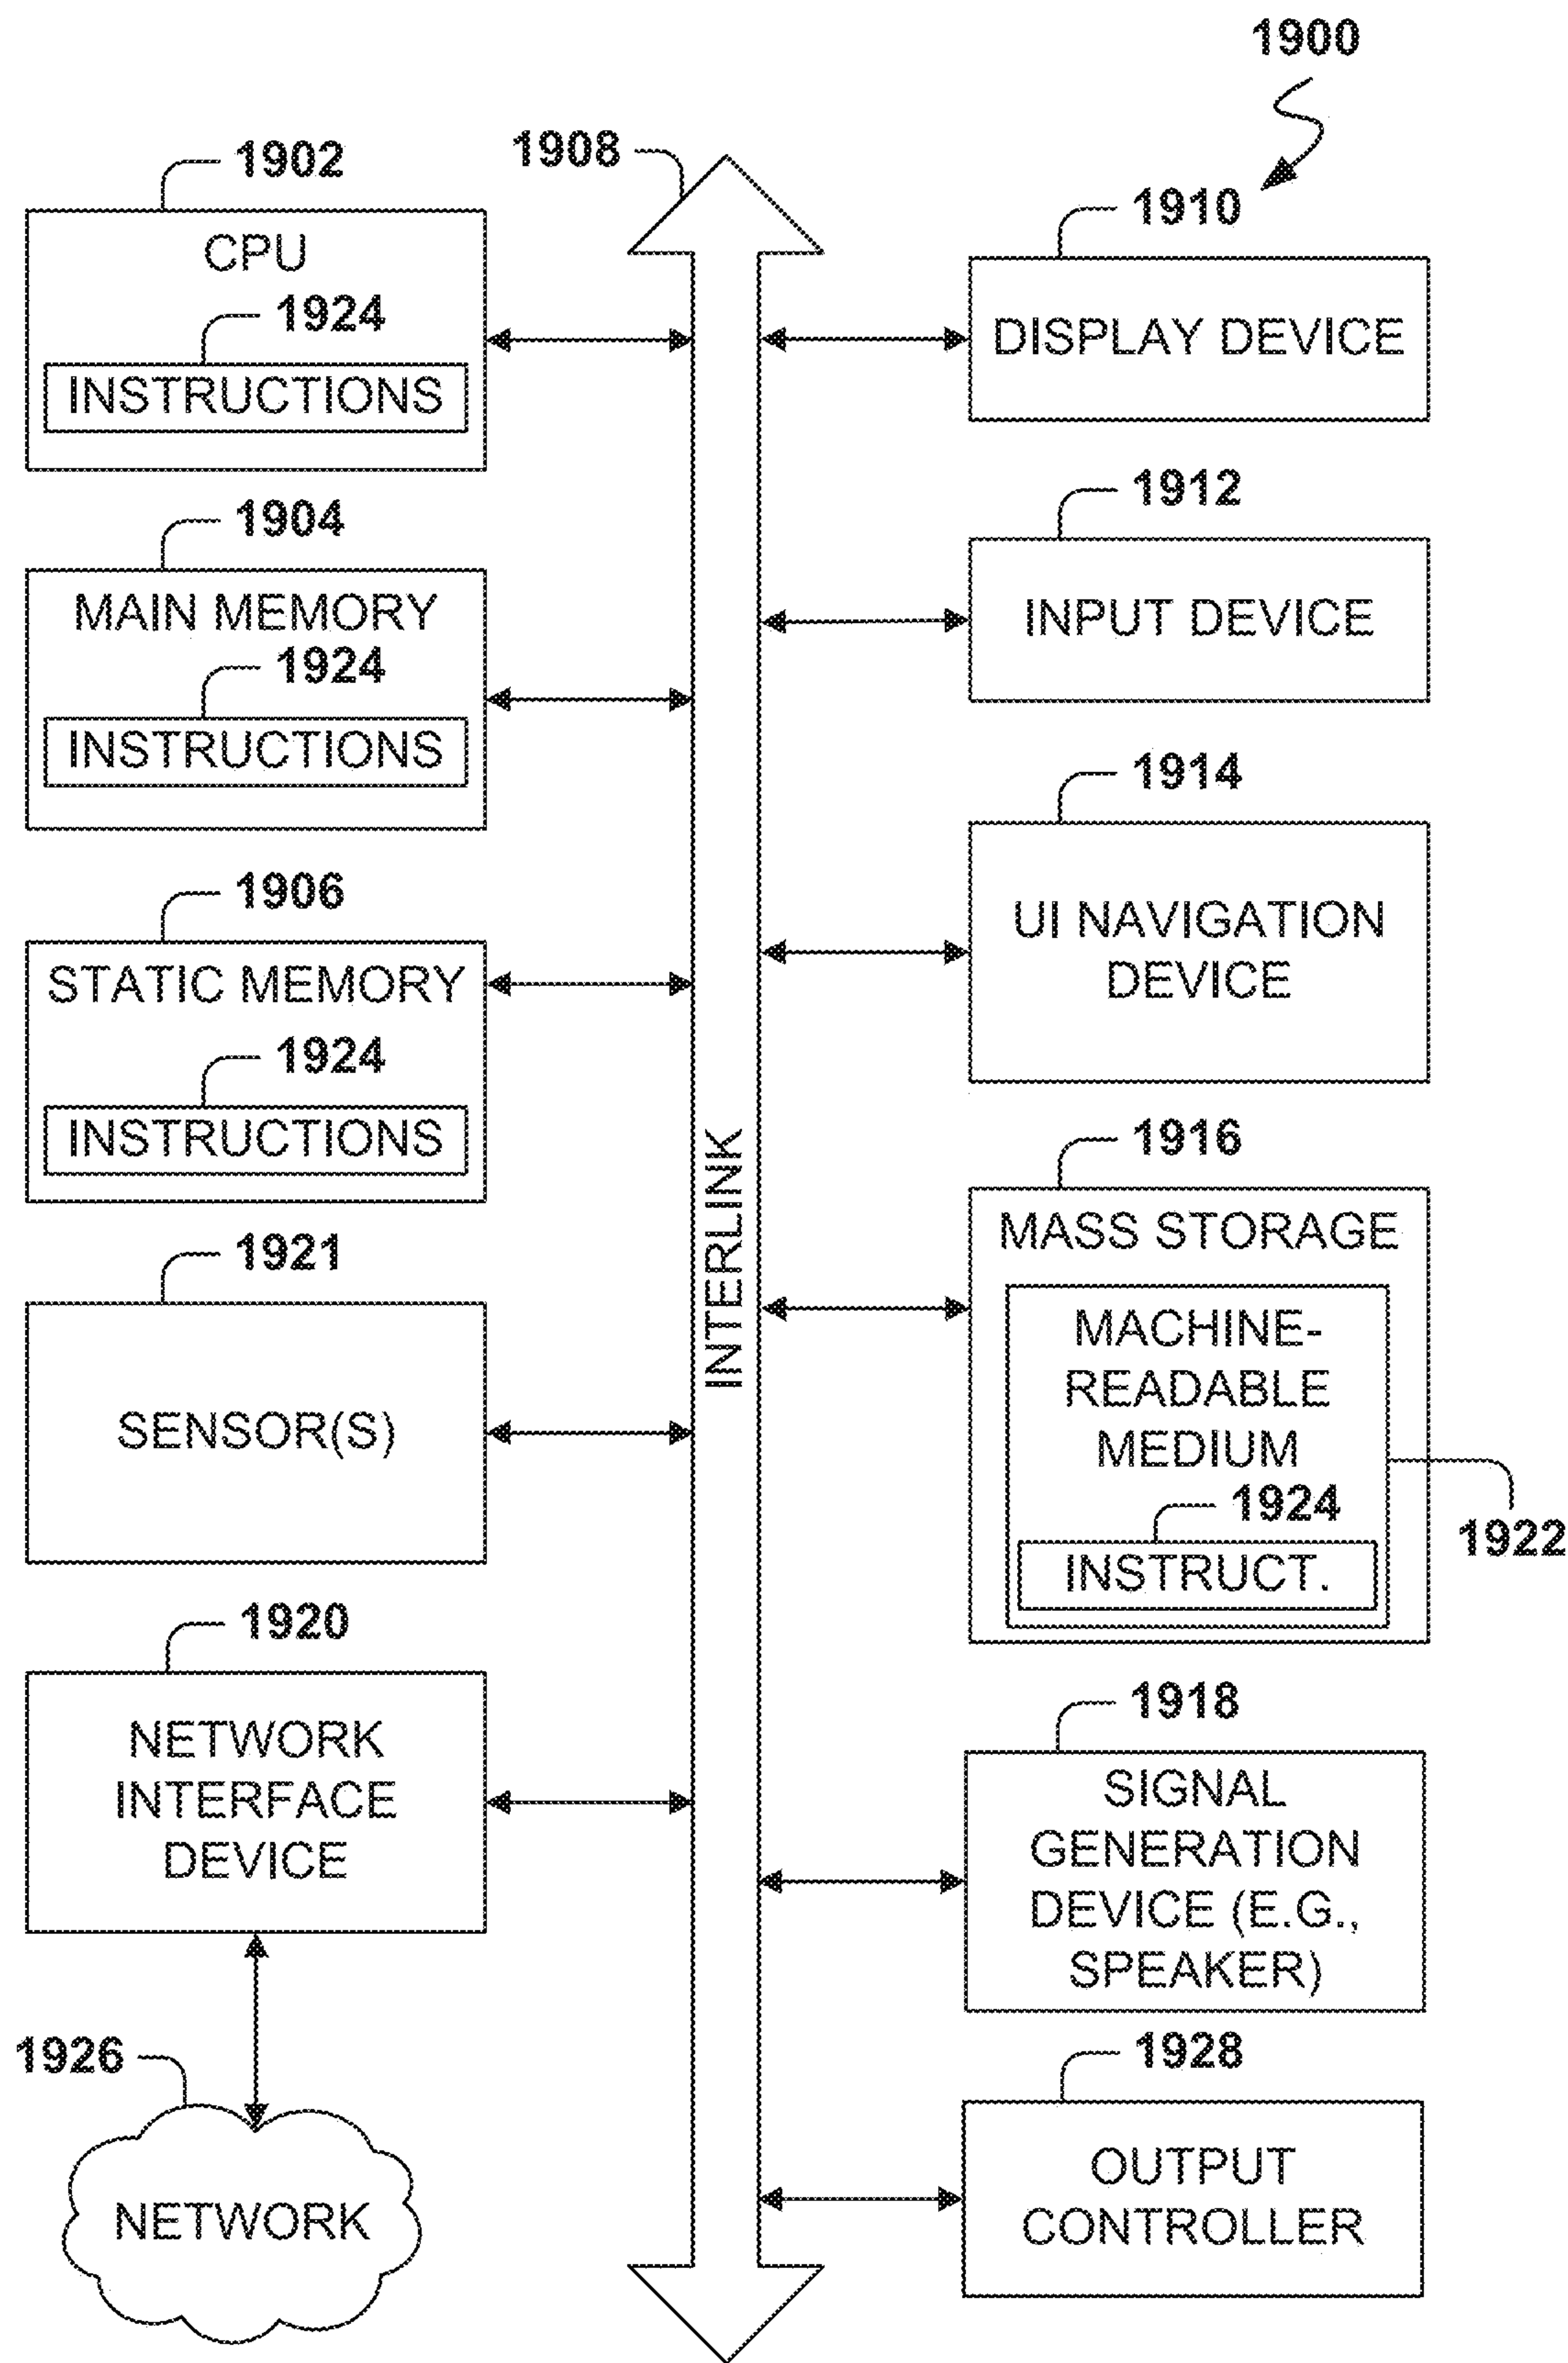 1900
1902
CPU
1924
INSTRUCTIONS
1904
MAIN MEMORY
1924
INSTRUCTIONS
1906
STATIC MEMORY
1924
INSTRUCTIONS
1921
SENSOR(S)
1920
NETWORK
INTERFACE
DEVICE
1926
NETWORK
1908
INTERLINK
1910
DISPLAY DEVICE
1912
INPUT DEVICE
1914
UI NAVIGATION
DEVICE
1916
MASS STORAGE
MACHINE-
READABLE
MEDIUM
1924
INSTRUCT.
1922
1918
SIGNAL
GENERATION
DEVICE (E.G.,
SPEAKER)
1928
OUTPUT
CONTROLLER